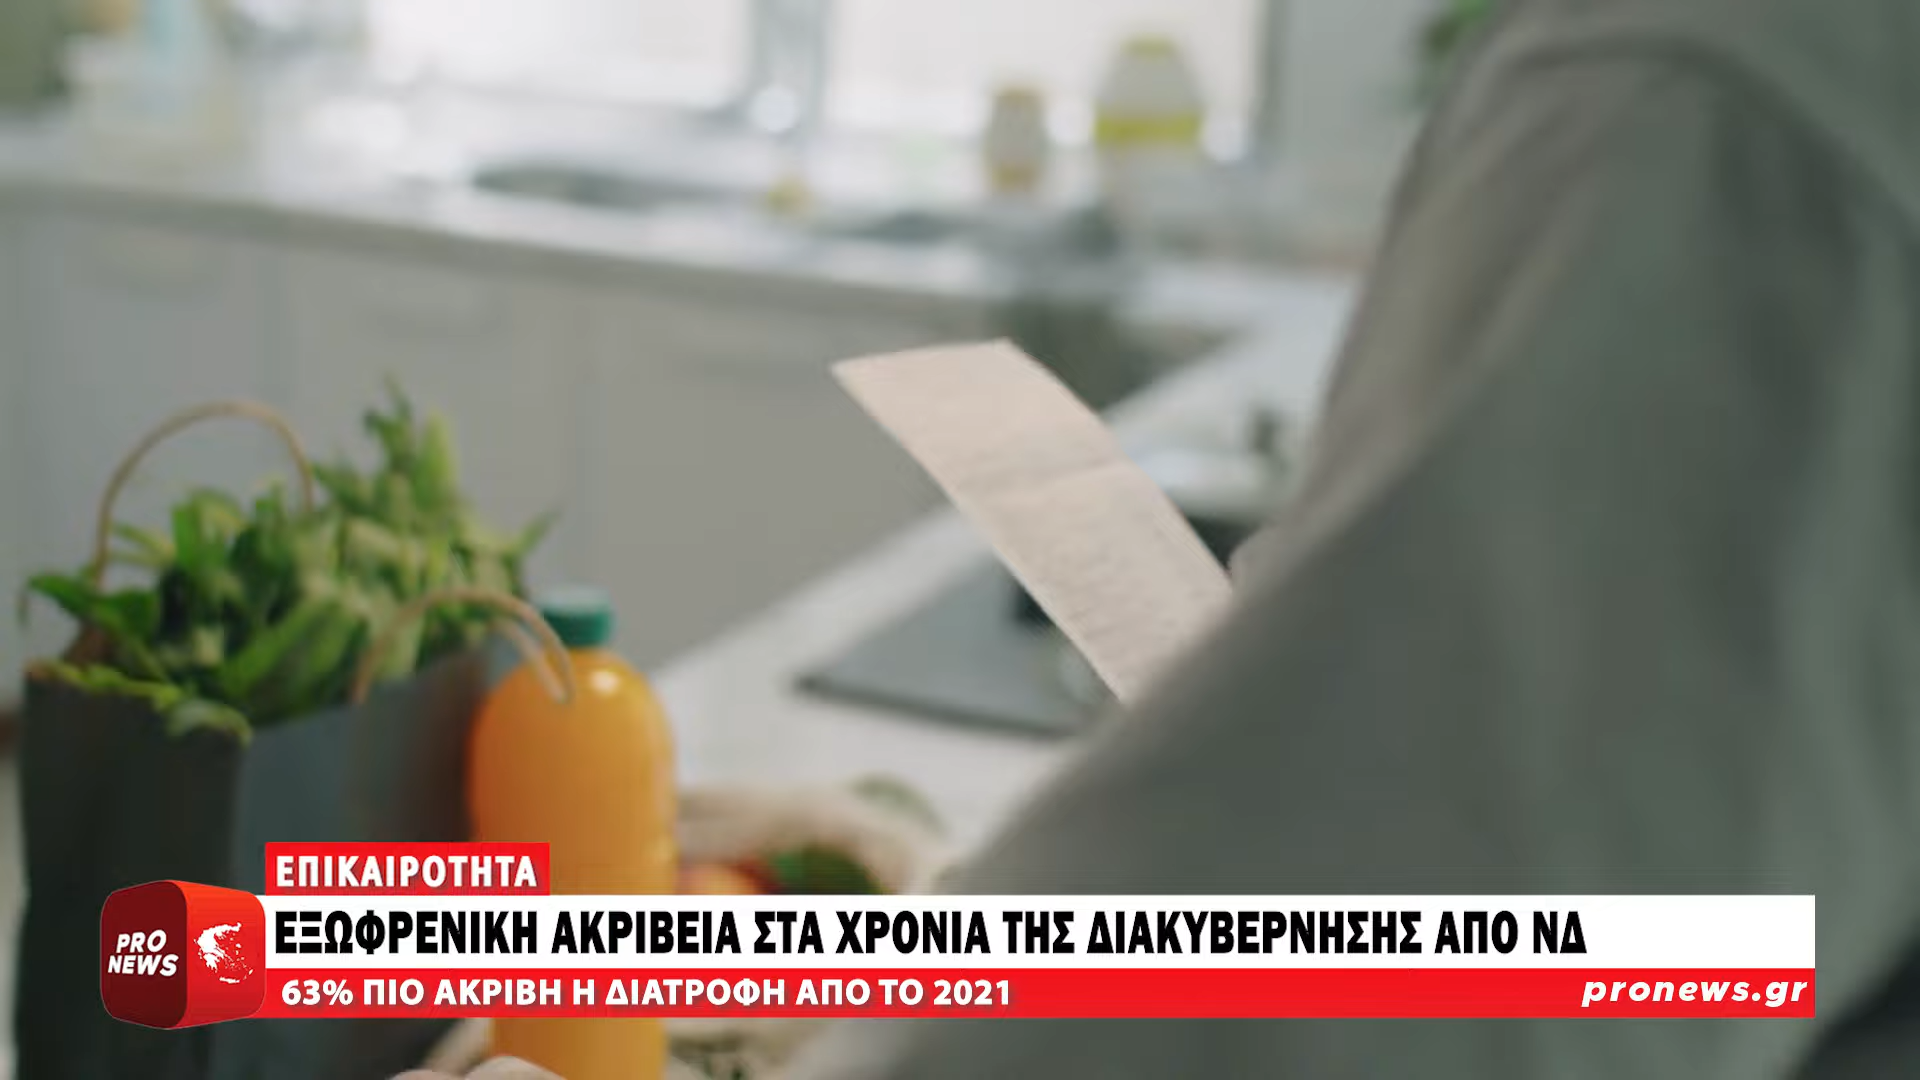 ΕΠΙΚΑΙΡΟΤΗΤΑ
PRO
NEWS
ΕΞΩΦΡΕΝΙΚΗ ΑΚΡΙΒΕΙΑ ΣΤΑ ΧΡΟΝΙΑ ΤΗΣ ΔΙΑΚΥΒΕΡΝΗΣΗΣ ΑΠΟ ΝΔ
63% ΠΙΟ ΑΚΡΙΒΗ Η ΔΙΑΤΡΟΦΗ ΑΠΟ ΤΟ 2021
pronews.gr